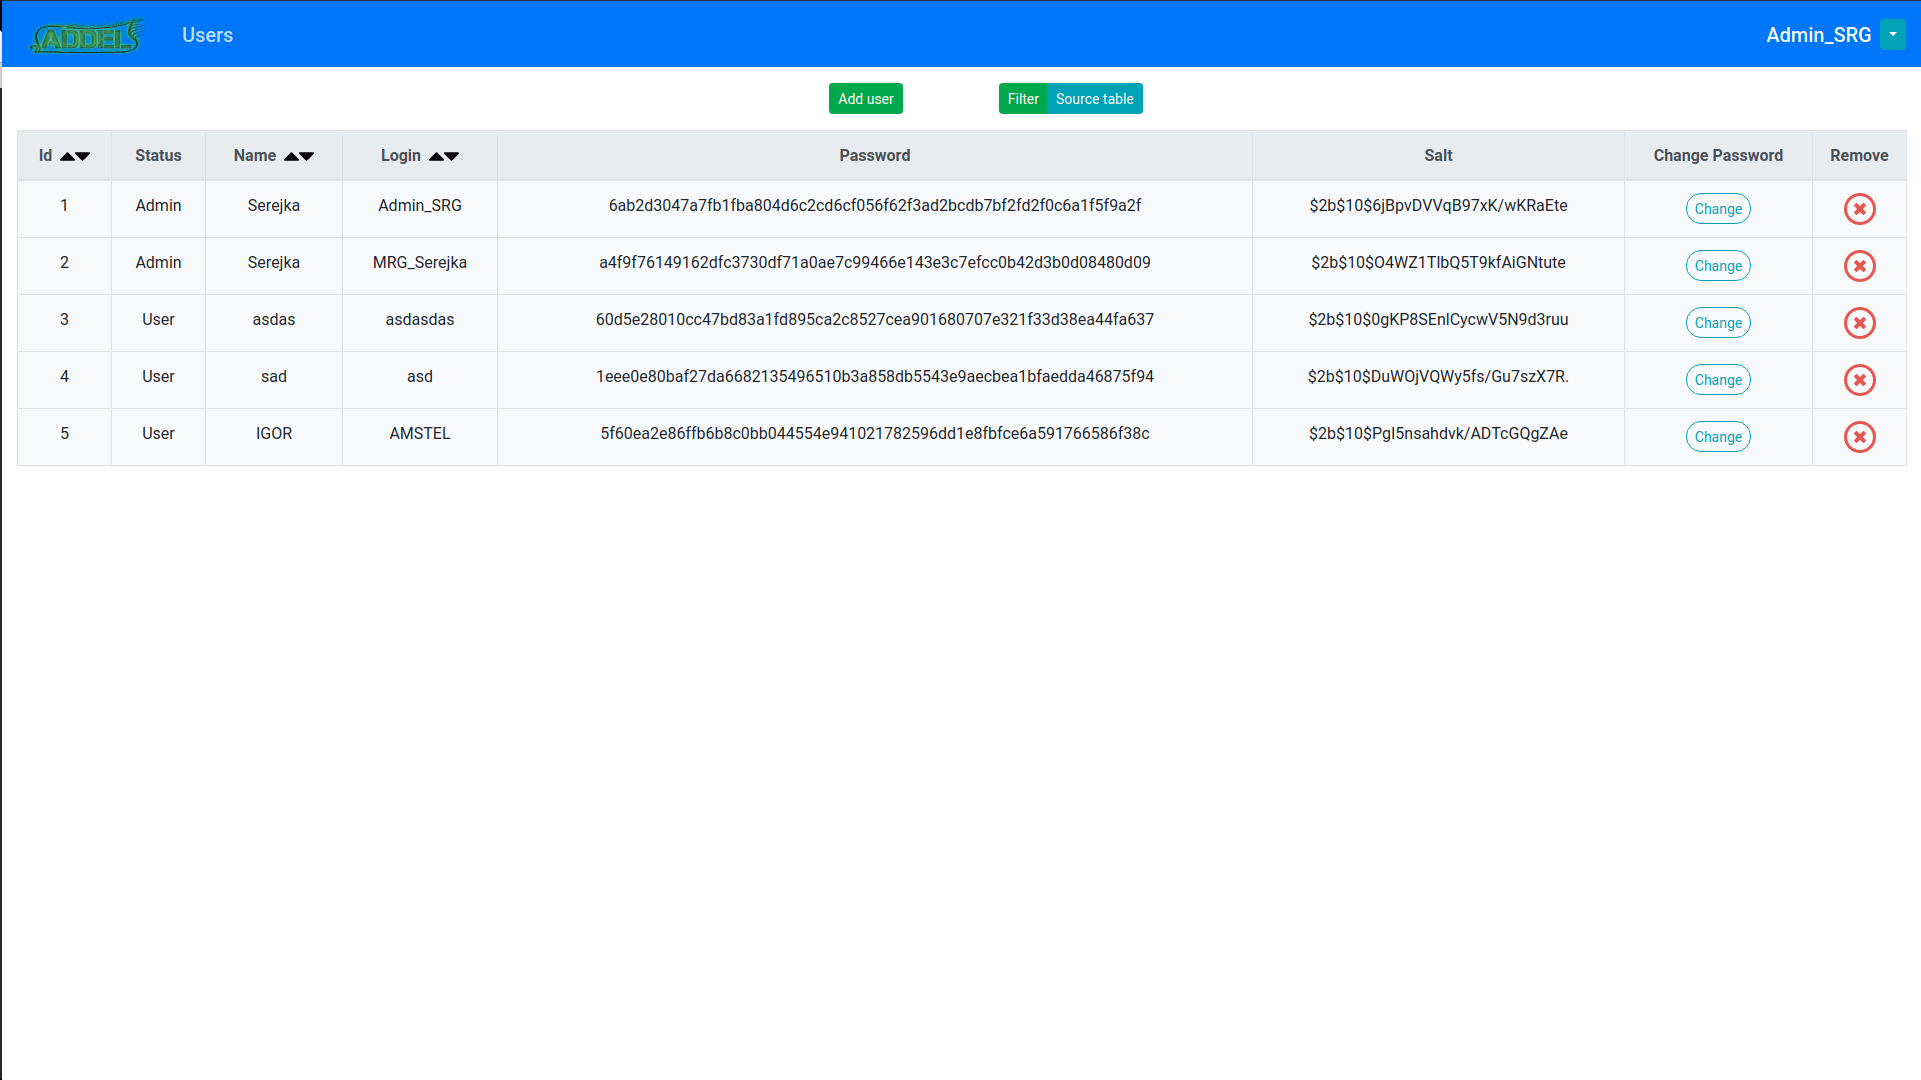 ADDEL Users Admin_SRG
Add user Filter Source table
Id Status Name Login Password Salt Change Password Remove
1 Admin Serejka Admin_SRG 6ab2d3047a7fb1fba804d6c2cd6cf056f62f3ad2bcdb7bf2fd2f0c6a1f5f9a2f $2b$10$6jBpvDVVqB97xK/wKRaEte Change
2 Admin Serejka MRG_Serejka a4f9f76149162dfc3730df71a0ae7c99466e143e3c7efcc0b42d3b0d08480d09 $2b$10$O4WZ1TlbQ5T9kfAiGNtute Change
3 User asdas asdasdas 60d5e28010cc47bd83a1fd895ca2c8527cea901680707e321f33d38ea44fa637 $2b$10$0gKP8SEnlCycwV5N9d3ruu Change
4 User sad asd 1eee0e80baf27da6682135496510b3a858db5543e9aecbea1bfaedda46875f94 $2b$10$DuWOjVQWy5fs/Gu7szX7R. Change
5 User IGOR AMSTEL 5f60ea2e86ffb6b8c0bb044554e941021782596dd1e8fbfce6a591766586f38c $2b$10$PgI5nsahdvk/ADTcGQgZAe Change